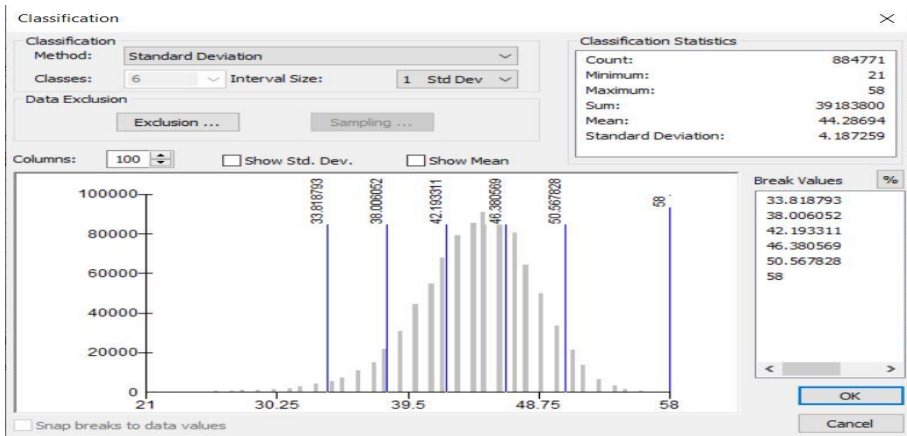 Classification
Classification
Method: Standard Deviation
Classes: 6 Interval Size: 1 Std Dev
Data Exclusion
Exclusion ... Sampling ...
Classification Statistics
Count: 884771
Minimum: 21
Maximum: 58
Sum: 39183800
Mean: 44.28694
Standard Deviation: 4.187259
Columns: 100 Show Std. Dev. Show Mean
100000
80000
60000
40000
20000
0
33.818793
38.006052
42.193311
46.380569
50.567828
58
21 30.25 39.5 48.75 58
Break Values %
33.818793
38.006052
42.193311
46.380569
50.567828
58
OK
Cancel
Snap breaks to data values